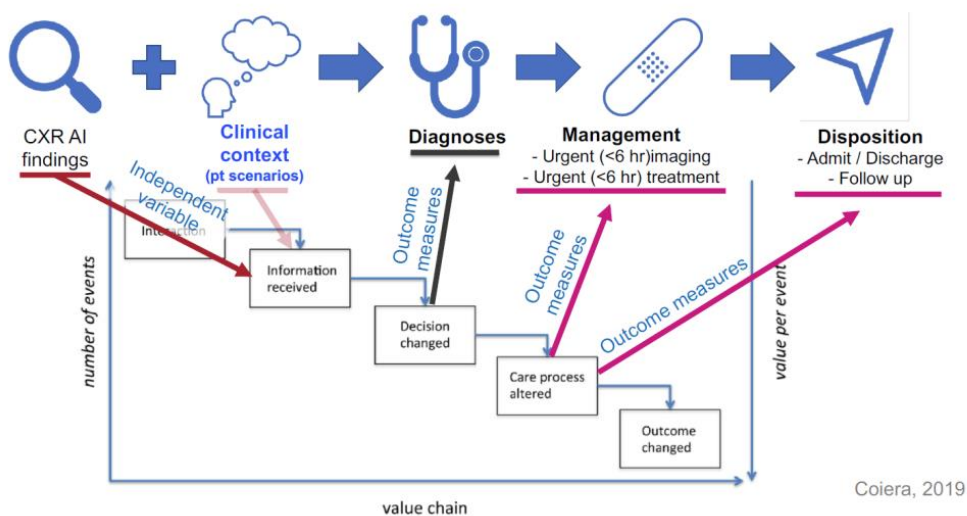 CXR AI
findings
Clinical
context
(pt scenarios)
Diagnoses
Management
- Urgent (<6 hr)imaging
- Urgent (<6 hr) treatment
Disposition
- Admit / Discharge
- Follow up
Independent
variable
Interaction
Information
received
Outcome
measures
Decision
changed
Outcome
measures
Care process
altered
Outcome measures
Outcome
changed
number of events
value per event
value chain
Coiera, 2019